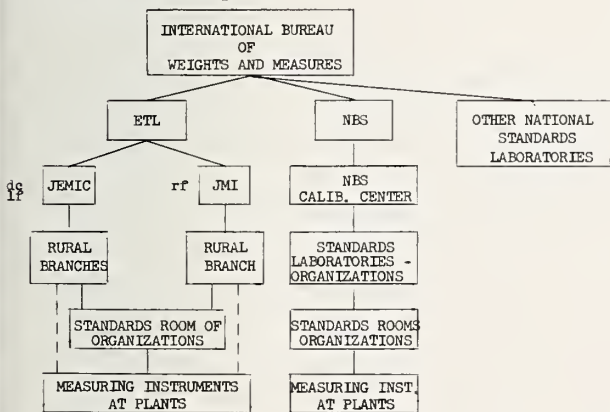 INTERNATIONAL BUREAU
OF
WEIGHTS AND MEASURES
ETL
NBS
OTHER NATIONAL
STANDARDS
LABORATORIES
dc
lf
JEMIC
rf
JMI
NBS
CALIB. CENTER
RURAL
BRANCHES
RURAL
BRANCH
STANDARDS
LABORATORIES -
ORGANIZATIONS
STANDARDS ROOM OF
ORGANIZATIONS
STANDARDS ROOMS
ORGANIZATIONS
MEASURING INSTRUMENTS
AT PLANTS
MEASURING INST.
AT PLANTS